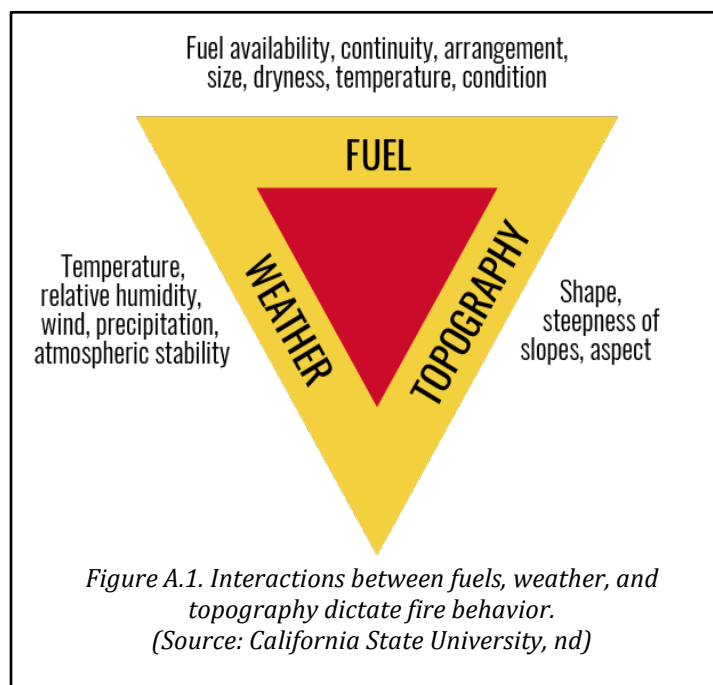 Fuel availability, continuity, arrangement,
size, dryness, temperature, condition
FUEL
WEATHER
TOPOGRAPHY
Temperature,
relative humidity,
wind, precipitation,
atmospheric stability
Shape,
steepness of
slopes, aspect
Figure A.1. Interactions between fuels, weather, and
topography dictate fire behavior.
(Source: California State University, nd)